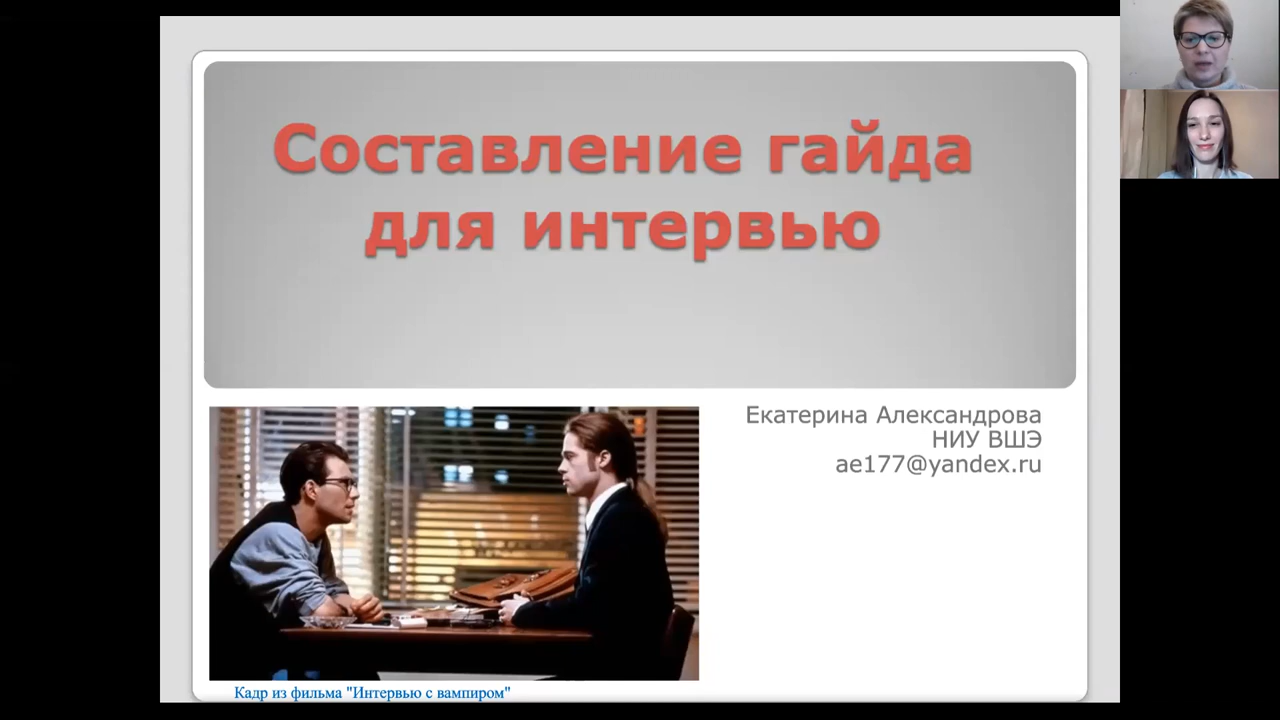 Составление гайда
для интервью
Екатерина Александрова
НИУ ВШЭ
ae177@yandex.ru
Кадр из фильма "Интервью с вампиром"